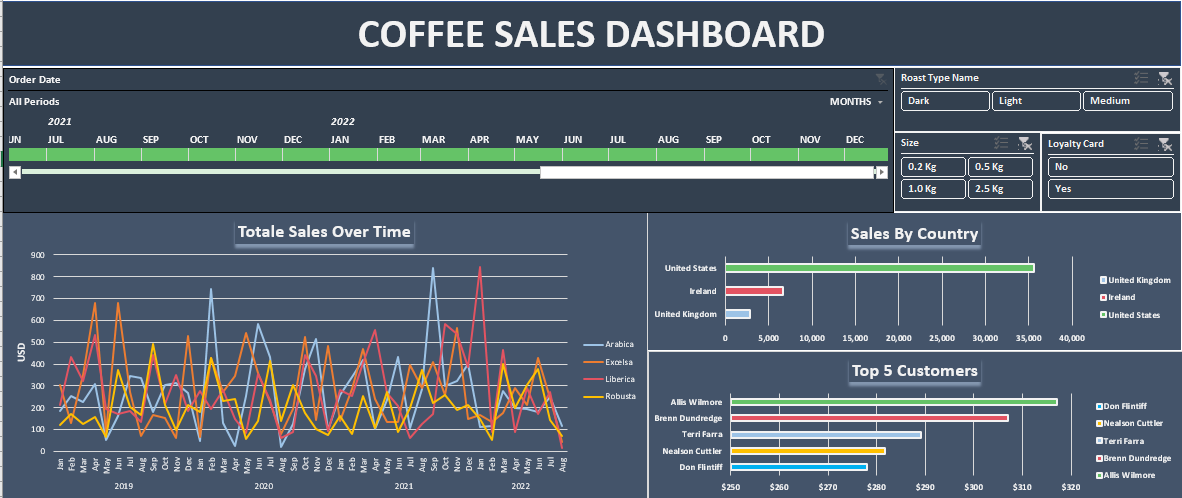 COFFEE SALES DASHBOARD
Order Date
All Periods MONTHS
2021 2022
UN JUL AUG SEP OCT NOV DEC JAN FEB MAR APR MAY JUN JUL AUG SEP OCT NOV DEC
Roast Type Name
Dark Light Medium
Size
0.2 Kg 0.5 Kg
1.0 Kg 2.5 Kg
Loyalty Card
No
Yes
Totale Sales Over Time
900
800
700
600
500
400
300
200
100
0
USD
Jan Feb Mar Apr May Jun Jul Aug Sep Oct Nov Dec Jan Feb Mar Apr May Jun Jul Aug Sep Oct Nov Dec Jan Feb Mar Apr May Jun Jul Aug Sep Oct Nov Dec Jan Feb Mar Apr May Jun Jul Aug
2019 2020 2021 2022
Arabica
Excelsa
Liberica
Robusta
Sales By Country
United States
Ireland
United Kingdom
0 5,000 10,000 15,000 20,000 25,000 30,000 35,000 40,000
United Kingdom
Ireland
United States
Top 5 Customers
Allis Wilmore
Brenn Dundredge
Terri Farra
Nealson Cuttler
Don Flintiff
$250 $260 $270 $280 $290 $300 $310 $320
Don Flintiff
Nealson Cuttler
Terri Farra
Brenn Dundredge
Allis Wilmore